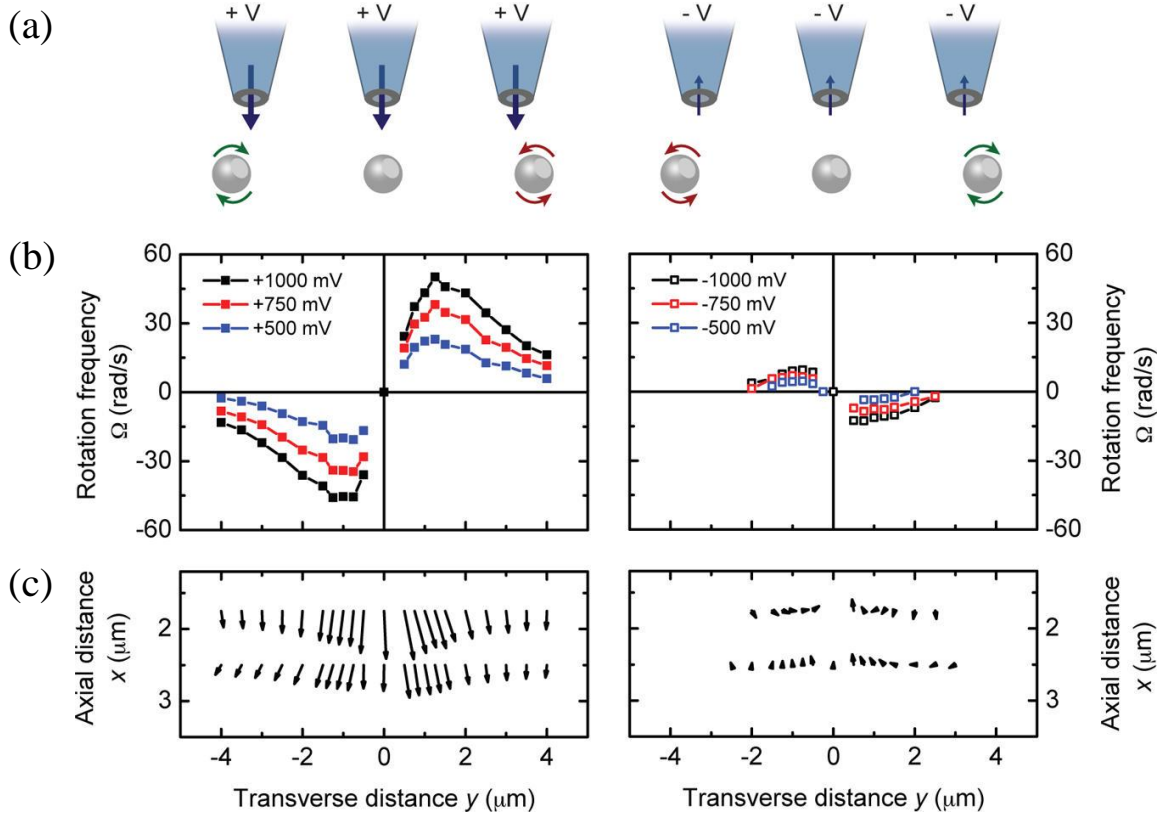 (a)
+ V + V + V - V - V - V
(b)
60
30
0
-30
-60
Rotation frequency
Ω (rad/s)
+1000 mV
+750 mV
+500 mV
-1000 mV
-750 mV
-500 mV
60
30
0
-30
-60
Rotation frequency
Ω (rad/s)
(c)
Axial distance
x (μm)
2
3
-4 -2 0 2 4
Transverse distance y (μm)
2
3
Axial distance
x (μm)
-4 -2 0 2 4
Transverse distance y (μm)